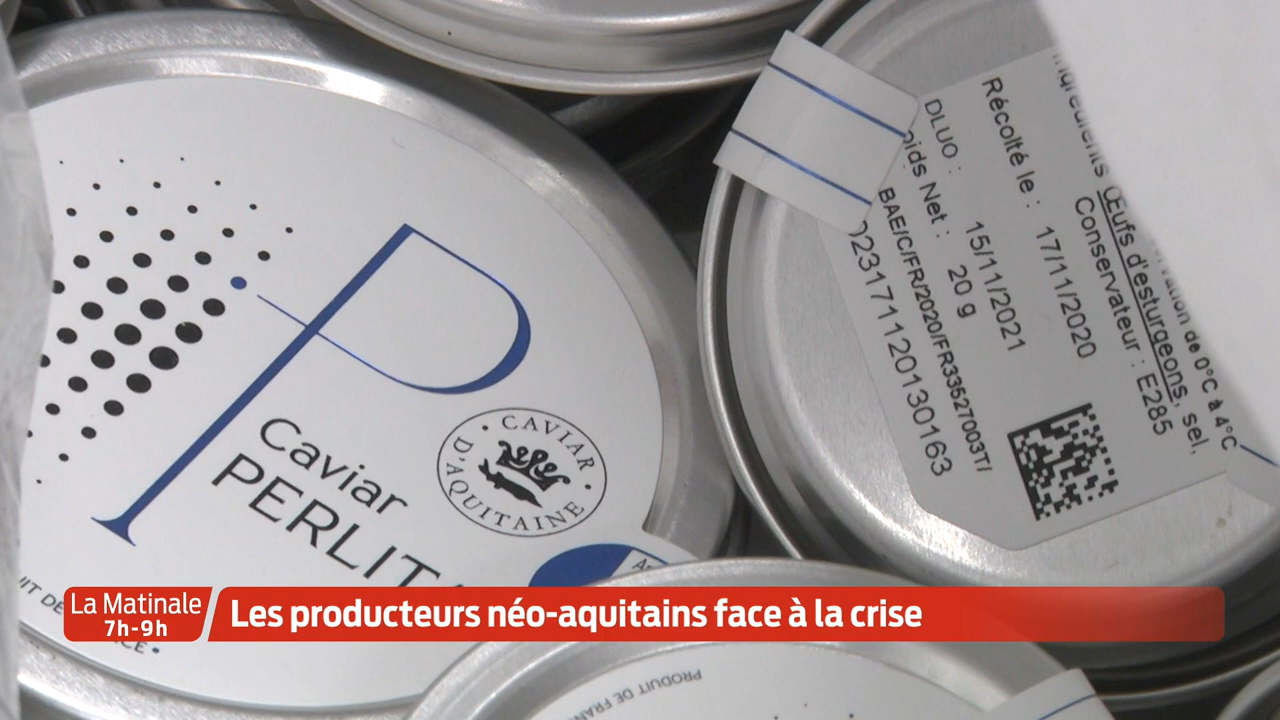 Caviar
PERLIT
CAVIAR
D'AQUITAINE
Œufs d'esturgeons, sel,
Conservateur : E285
de 0°C à 4°C
Récolté le : 17/11/2020
DLUO : 15/11/2021
Net : 20 g
BAE/C/FR/2020/FR33527003T/
PRODUIT DE
La Matinale
7h-9h
Les producteurs néo-aquitains face à la crise